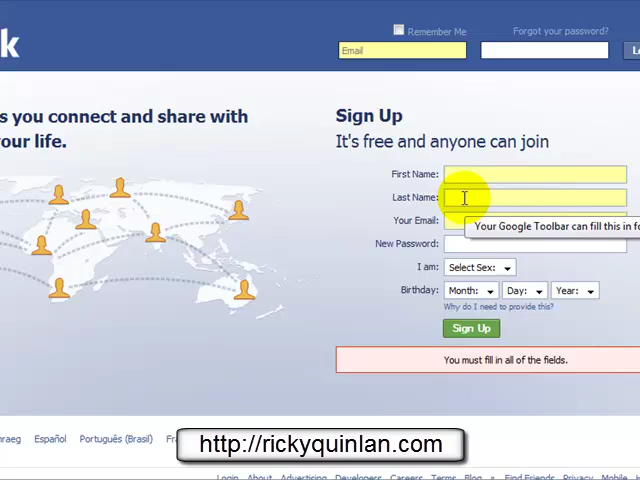 k
Remember Me
Forgot your password?
Email
s you connect and share with
our life.
Sign Up
It's free and anyone can join
First Name:
Last Name:
Your Email:
Your Google Toolbar can fill this in fo
New Password:
I am: Select Sex:
Birthday: Month: Day: Year:
Why do I need to provide this?
Sign Up
You must fill in all of the fields.
Español Português (Brasil)
http://rickyquinlan.com
Login About Advertising Developers Careers Terms Blog Find Friends Privacy Mobile